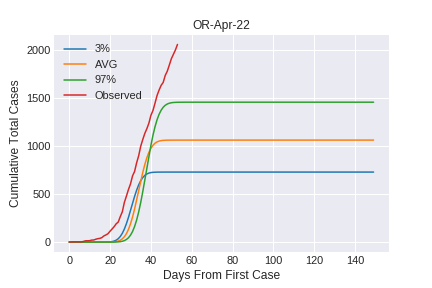 OR-Apr-22
3%
AVG
97%
Observed
Cumulative Total Cases
2000
1500
1000
500
0
0 20 40 60 80 100 120 140
Days From First Case